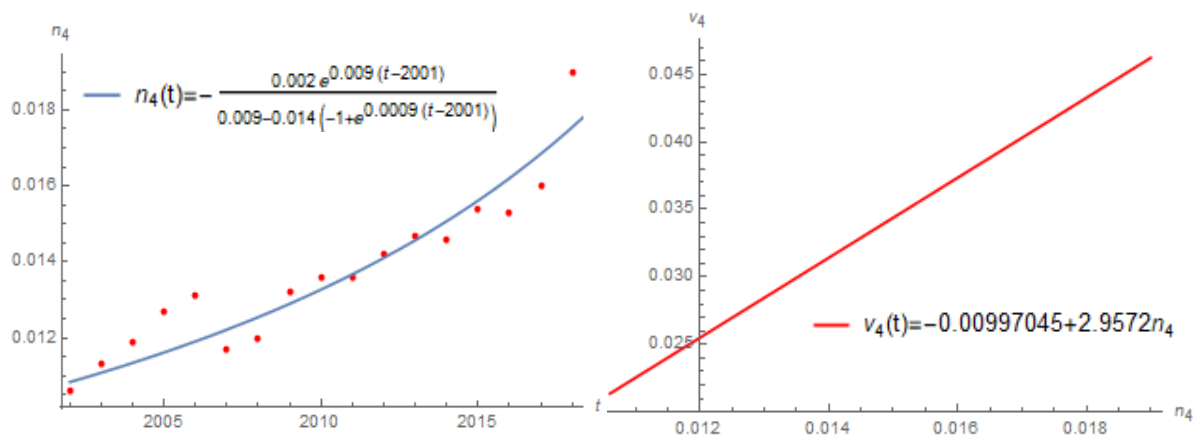 n₄
n₄(t)=- 0.002 e^0.009 (t-2001) / 0.009-0.014 (-1+e^0.0009 (t-2001))
0.018
0.016
0.014
0.012
2005 2010 2015
t
v₄
0.045
0.040
0.035
0.030
0.025
v₄(t)=-0.00997045+2.9572n₄
0.012 0.014 0.016 0.018
n₄